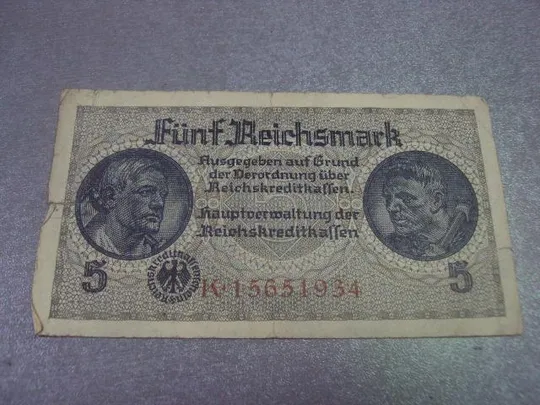 Fünf Reichsmark
Ausgegeben auf Grund
der Verordnung über
Reichskreditkassen.
Hauptverwaltung der
Reichskreditkassen
5
K·15651934
5